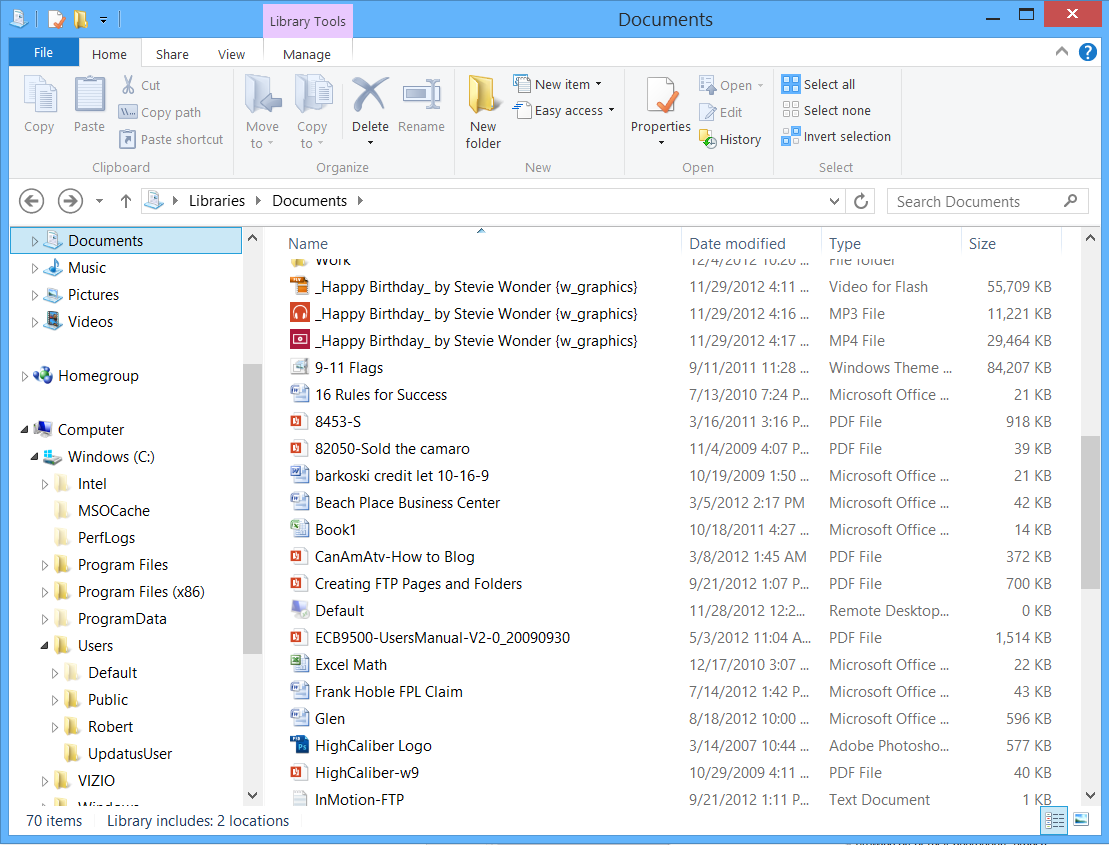 Library Tools
Documents
File Home Share View Manage
Copy
Paste
Cut
Copy path
Paste shortcut
Clipboard
Move to
Copy to
Delete
Rename
Organize
New folder
New item
Easy access
New
Properties
Open
Edit
History
Open
Select all
Select none
Invert selection
Select
Libraries Documents
Search Documents
Documents
Music
Pictures
Videos
Homegroup
Computer
Windows (C:)
Intel
MSOCache
PerfLogs
Program Files
Program Files (x86)
ProgramData
Users
Default
Public
Robert
UpdatusUser
VIZIO
Windows
Name Date modified Type Size
Work 12/4/2012 10:20 ... File folder
_Happy Birthday_ by Stevie Wonder {w_graphics} 11/29/2012 4:11 ... Video for Flash 55,709 KB
_Happy Birthday_ by Stevie Wonder {w_graphics} 11/29/2012 4:16 ... MP3 File 11,221 KB
_Happy Birthday_ by Stevie Wonder {w_graphics} 11/29/2012 4:17 ... MP4 File 29,464 KB
9-11 Flags 9/11/2011 11:28 ... Windows Theme ... 84,207 KB
16 Rules for Success 7/13/2010 7:24 P... Microsoft Office ... 21 KB
8453-S 3/16/2011 3:16 P... PDF File 918 KB
82050-Sold the camaro 11/4/2009 4:07 P... PDF File 39 KB
barkoski credit let 10-16-9 10/19/2009 1:50 ... Microsoft Office ... 21 KB
Beach Place Business Center 3/5/2012 2:17 PM Microsoft Office ... 42 KB
Book1 10/18/2011 4:27 ... Microsoft Office ... 14 KB
CanAmAtv-How to Blog 3/8/2012 1:45 AM PDF File 372 KB
Creating FTP Pages and Folders 9/21/2012 1:07 P... PDF File 700 KB
Default 11/28/2012 12:2... Remote Desktop... 0 KB
ECB9500-UsersManual-V2-0_20090930 5/3/2012 11:04 A... PDF File 1,514 KB
Excel Math 12/17/2010 3:07 ... Microsoft Office ... 22 KB
Frank Hoble FPL Claim 7/14/2012 1:42 P... Microsoft Office ... 43 KB
Glen 8/18/2012 10:00 ... Microsoft Office ... 596 KB
HighCaliber Logo 3/14/2007 10:44 ... Adobe Photosho... 577 KB
HighCaliber-w9 10/29/2009 4:11 ... PDF File 40 KB
InMotion-FTP 9/21/2012 1:11 P... Text Document 1 KB
70 items Library includes: 2 locations